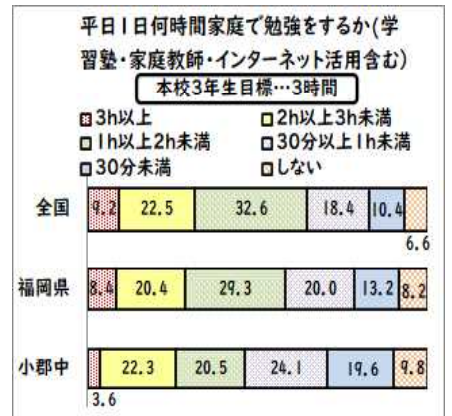 平日1日何時間家庭で勉強をするか(学
習塾・家庭教師・インターネット活用含む)
本校3年生目標…3時間
3h以上 2h以上3h未満
1h以上2h未満 30分以上1h未満
30分未満 しない
全国 9.2 22.5 32.6 18.4 10.4
6.6
福岡県 8.4 20.4 29.3 20.0 13.2 8.2
小郡中 22.3 20.5 24.1 19.6 9.8
3.6